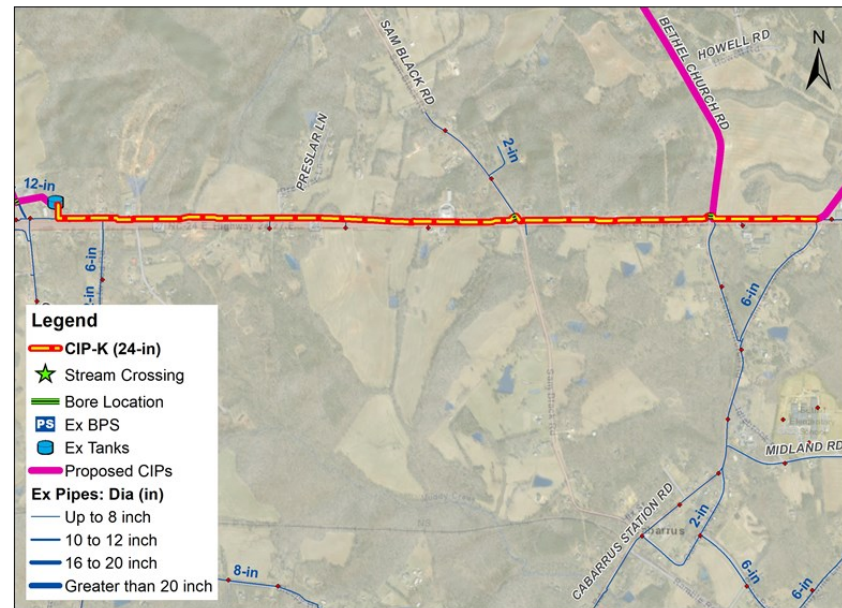 HOWELL RD
N
SAM BLACK RD
BETHEL CHURCH RD
2-in
PRESLAR LN
12-in
6-in
6-in
Legend
CIP-K (24-in)
Stream Crossing
Bore Location
PS Ex BPS
Ex Tanks
Proposed CIPs
Ex Pipes: Dia (in)
Up to 8 inch
10 to 12 inch
16 to 20 inch
Greater than 20 inch
Sam Black Rd
MIDLAND RD
CABARRUS STATION RD
2-in
8-in
6-in
6-in